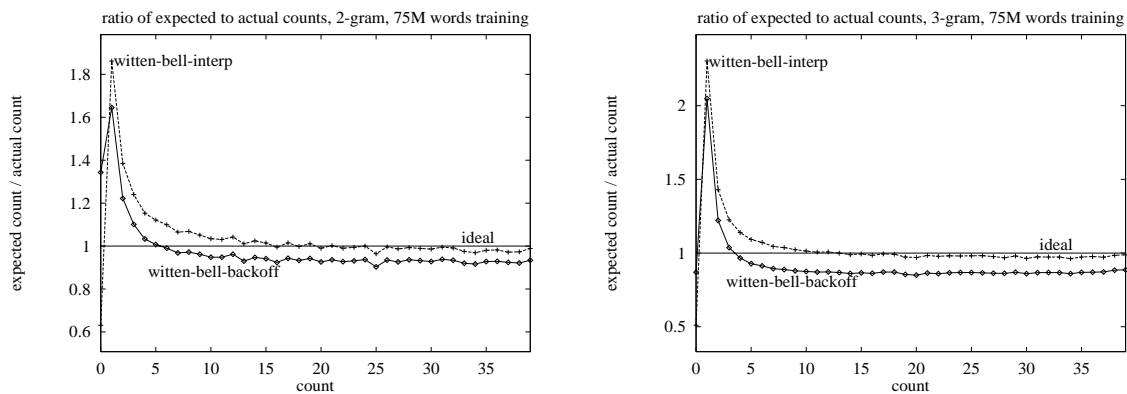 ratio of expected to actual counts, 2-gram, 75M words training
expected count / actual count
1.8
1.6
1.4
1.2
1
0.8
0.6
witten-bell-interp
ideal
witten-bell-backoff
0 5 10 15 20 25 30 35
count
ratio of expected to actual counts, 3-gram, 75M words training
expected count / actual count
2
1.5
1
0.5
witten-bell-interp
ideal
witten-bell-backoff
0 5 10 15 20 25 30 35
count